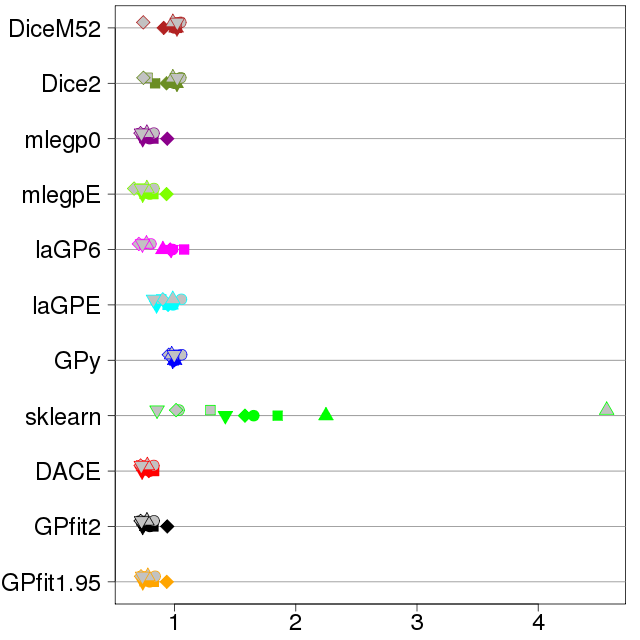 DiceM52
Dice2
mlegp0
mlegpE
laGP6
laGPE
GPy
sklearn
DACE
GPfit2
GPfit1.95
1 2 3 4